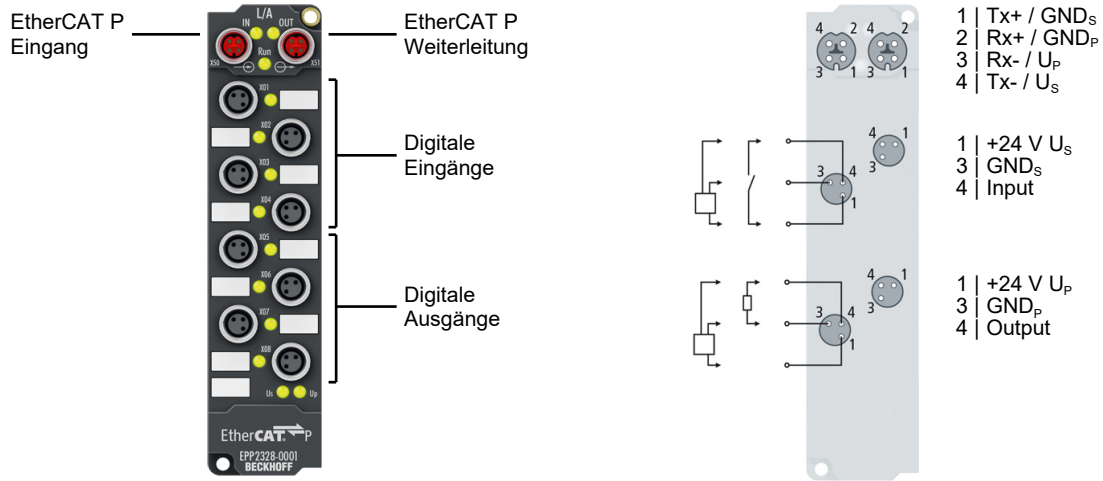 EtherCAT P
Eingang
L/A
IN OUT
Run
X50 X51
EtherCAT P
Weiterleitung
X01
X02
X03
X04
Digitale
Eingänge
X05
X06
X07
X08
Digitale
Ausgänge
Us Up
EtherCAT P
EPP2328-0001
BECKHOFF
4 2 4 2
3 1 3 1
1 | Tx+ / GNDS
2 | Rx+ / GNDP
3 | Rx- / UP
4 | Tx- / US
4 1
3
3 4
1
1 | +24 V US
3 | GNDS
4 | Input
4 1
3
3 4
1
1 | +24 V UP
3 | GNDP
4 | Output